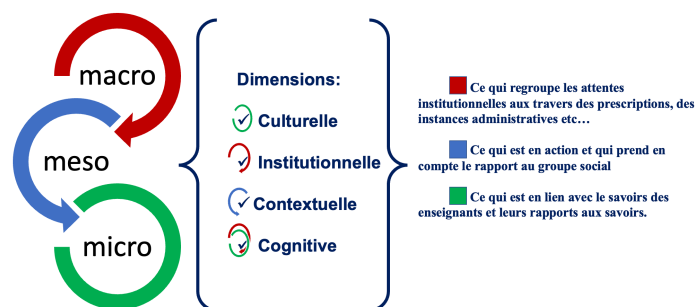 macro
meso
micro
Dimensions:
Culturelle
Institutionnelle
Contextuelle
Cognitive
Ce qui regroupe les attentes
institutionnelles aux travers des prescriptions, des
instances administratives etc…
Ce qui est en action et qui prend en
compte le rapport au groupe social
Ce qui est en lien avec le savoirs des
enseignants et leurs rapports aux savoirs.